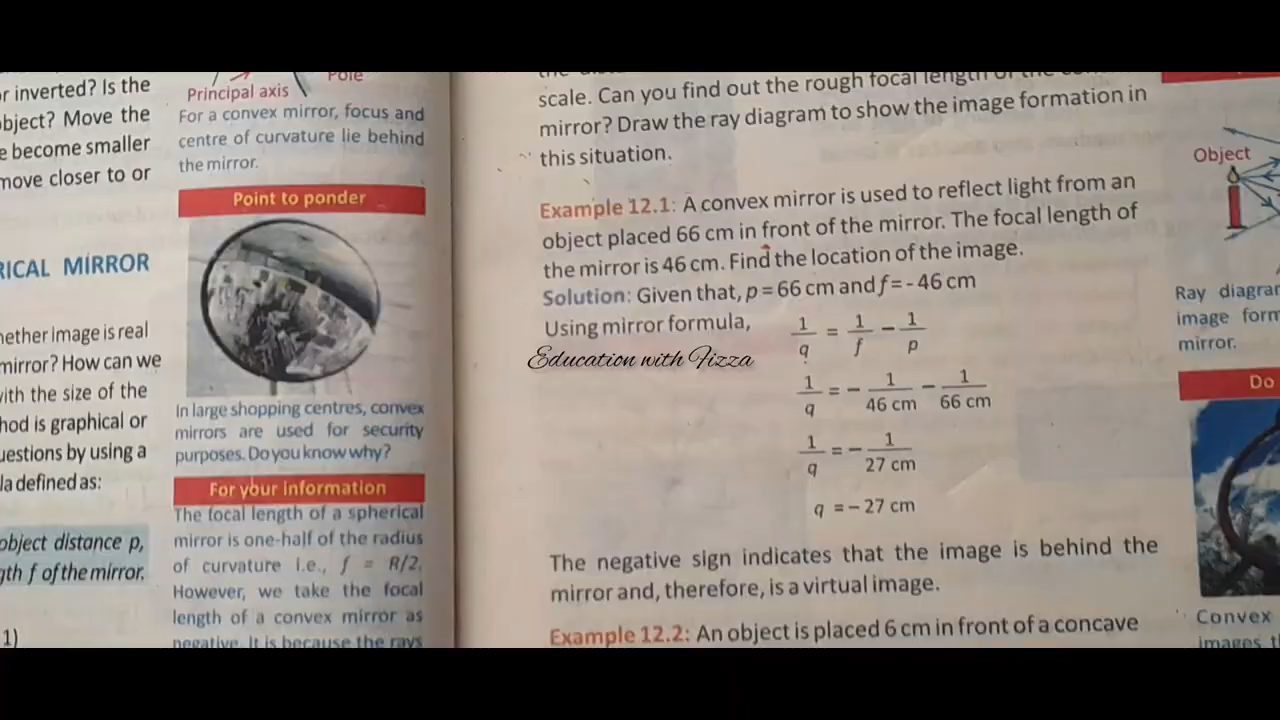 or inverted? Is the
object? Move the
e become smaller
move closer to or
RICAL MIRROR
hether image is real
mirror? How can we
with the size of the
hod is graphical or
uestions by using a
la defined as:
object distance p,
gth f of the mirror.
1)
Pole
Principal axis
For a convex mirror, focus and
centre of curvature lie behind
the mirror.
Point to ponder
In large shopping centres, convex
mirrors are used for security
purposes. Do you know why?
For your information
The focal length of a spherical
mirror is one-half of the radius
of curvature i.e., f = R/2.
However, we take the focal
length of a convex mirror as
negative. It is because the rays
scale. Can you find out the rough focal length of the
mirror? Draw the ray diagram to show the image formation in
this situation.
Example 12.1: A convex mirror is used to reflect light from an
object placed 66 cm in front of the mirror. The focal length of
the mirror is 46 cm. Find the location of the image.
Solution: Given that, p = 66 cm and f = - 46 cm
Using mirror formula,
1/q = 1/f − 1/p
Education with Fizza
1/q = − 1/46 cm − 1/66 cm
1/q = − 1/27 cm
q = − 27 cm
The negative sign indicates that the image is behind the
mirror and, therefore, is a virtual image.
Example 12.2: An object is placed 6 cm in front of a concave
Object
Ray diagra
image form
mirror.
Do
Convex
images, t